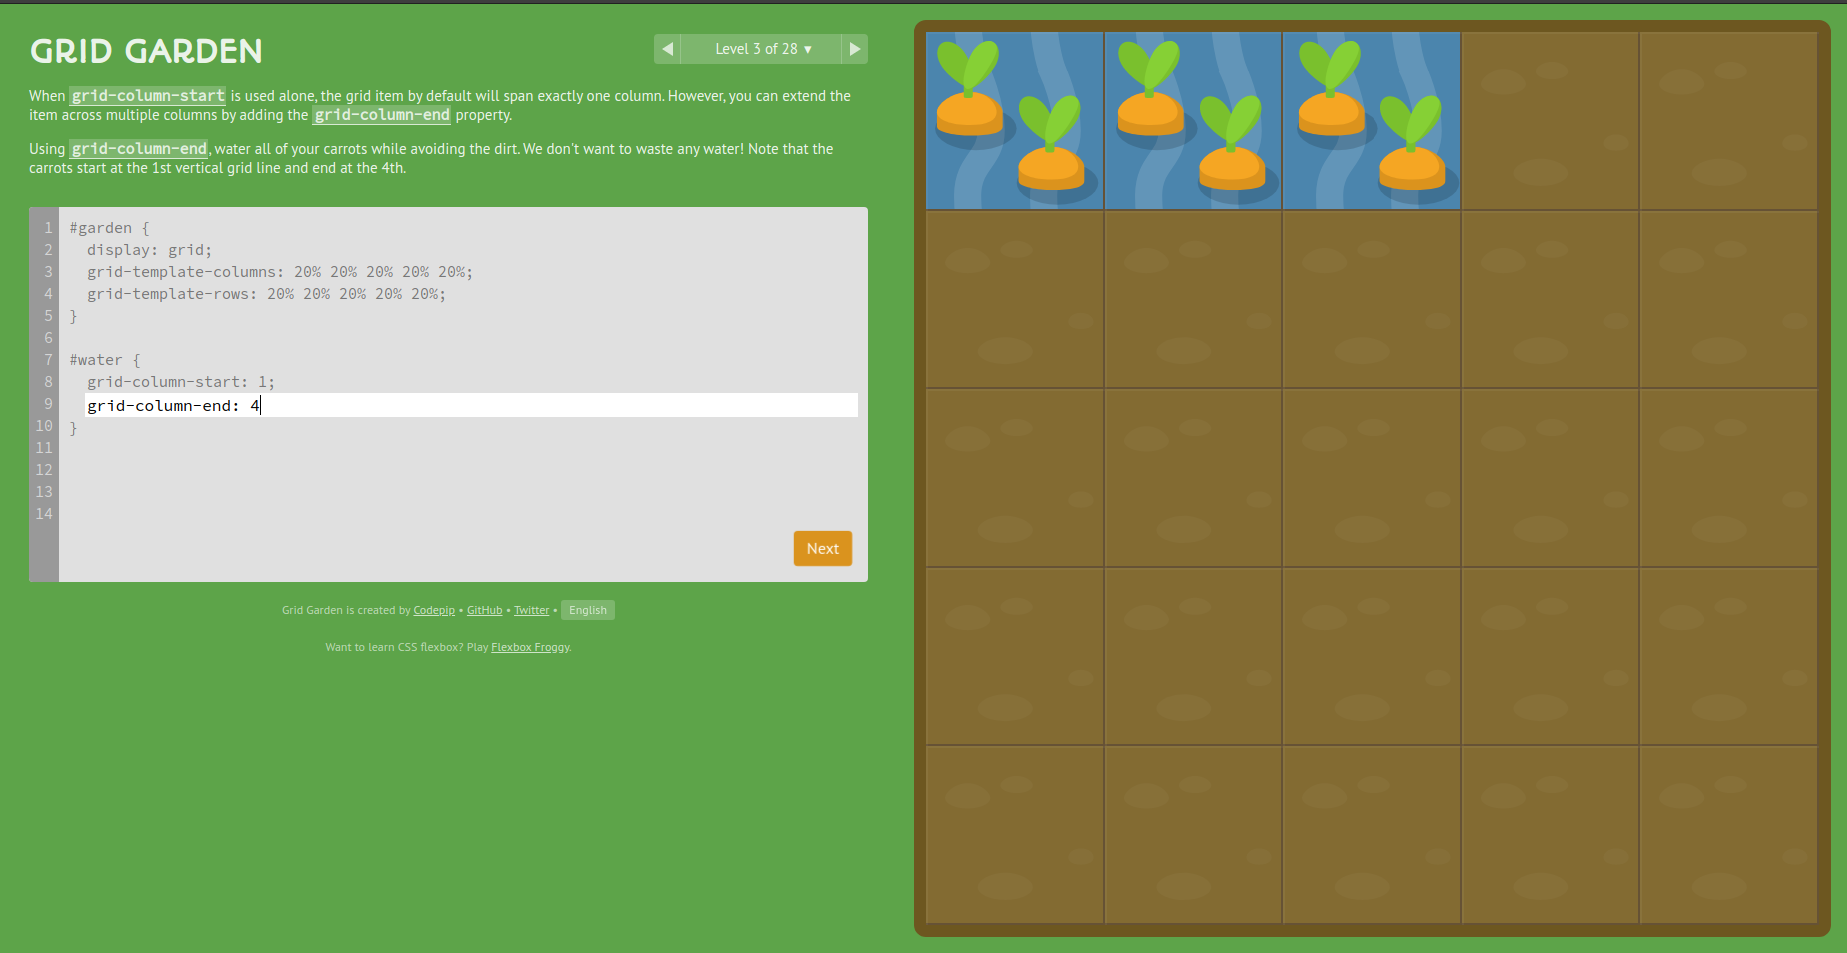 GRID GARDEN
◀ Level 3 of 28 ▼ ▶
When grid-column-start is used alone, the grid item by default will span exactly one column. However, you can extend the
item across multiple columns by adding the grid-column-end property.
Using grid-column-end, water all of your carrots while avoiding the dirt. We don't want to waste any water! Note that the
carrots start at the 1st vertical grid line and end at the 4th.
1 #garden {
2 display: grid;
3 grid-template-columns: 20% 20% 20% 20% 20%;
4 grid-template-rows: 20% 20% 20% 20% 20%;
5 }
6
7 #water {
8 grid-column-start: 1;
9 grid-column-end: 4
10 }
11
12
13
14
Next
Grid Garden is created by Codepip • GitHub • Twitter • English
Want to learn CSS flexbox? Play Flexbox Froggy.